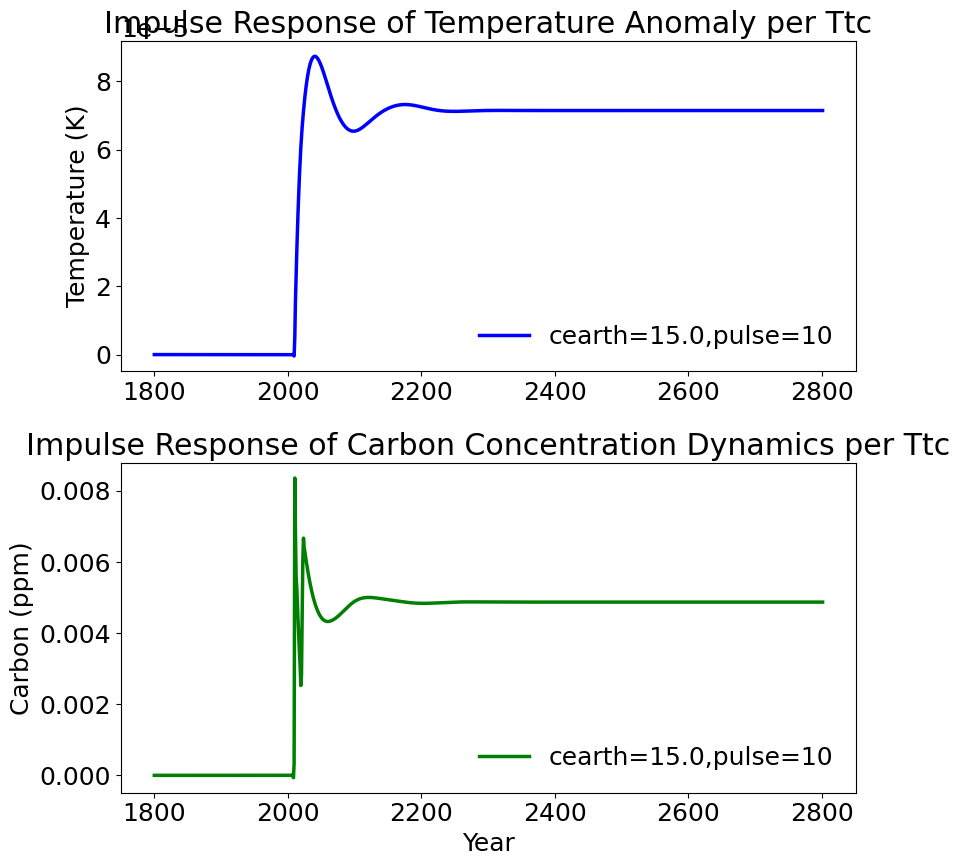 Impulse Response of Temperature Anomaly per Ttc
1e−5
8
6
4
2
0
Temperature (K)
cearth=15.0,pulse=10
1800 2000 2200 2400 2600 2800
Impulse Response of Carbon Concentration Dynamics per Ttc
0.008
0.006
0.004
0.002
0.000
Carbon (ppm)
cearth=15.0,pulse=10
1800 2000 2200 2400 2600 2800
Year